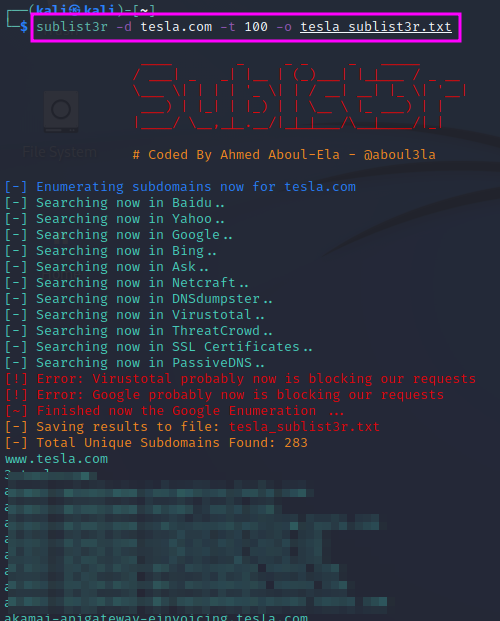 (kali㉿kali)-[~]
$ sublist3r -d tesla.com -t 100 -o tesla_sublist3r.txt
Sublist3r
File System
# Coded By Ahmed Aboul-Ela - @aboul3la
[-] Enumerating subdomains now for tesla.com
[-] Searching now in Baidu..
[-] Searching now in Yahoo..
[-] Searching now in Google..
[-] Searching now in Bing..
[-] Searching now in Ask..
[-] Searching now in Netcraft..
[-] Searching now in DNSdumpster..
[-] Searching now in Virustotal..
[-] Searching now in ThreatCrowd..
[-] Searching now in SSL Certificates..
[-] Searching now in PassiveDNS..
[!] Error: Virustotal probably now is blocking our requests
[!] Error: Google probably now is blocking our requests
[~] Finished now the Google Enumeration ...
[-] Saving results to file: tesla_sublist3r.txt
[-] Total Unique Subdomains Found: 283
www.tesla.com
akamai-apigateway-einvoicing.tesla.com